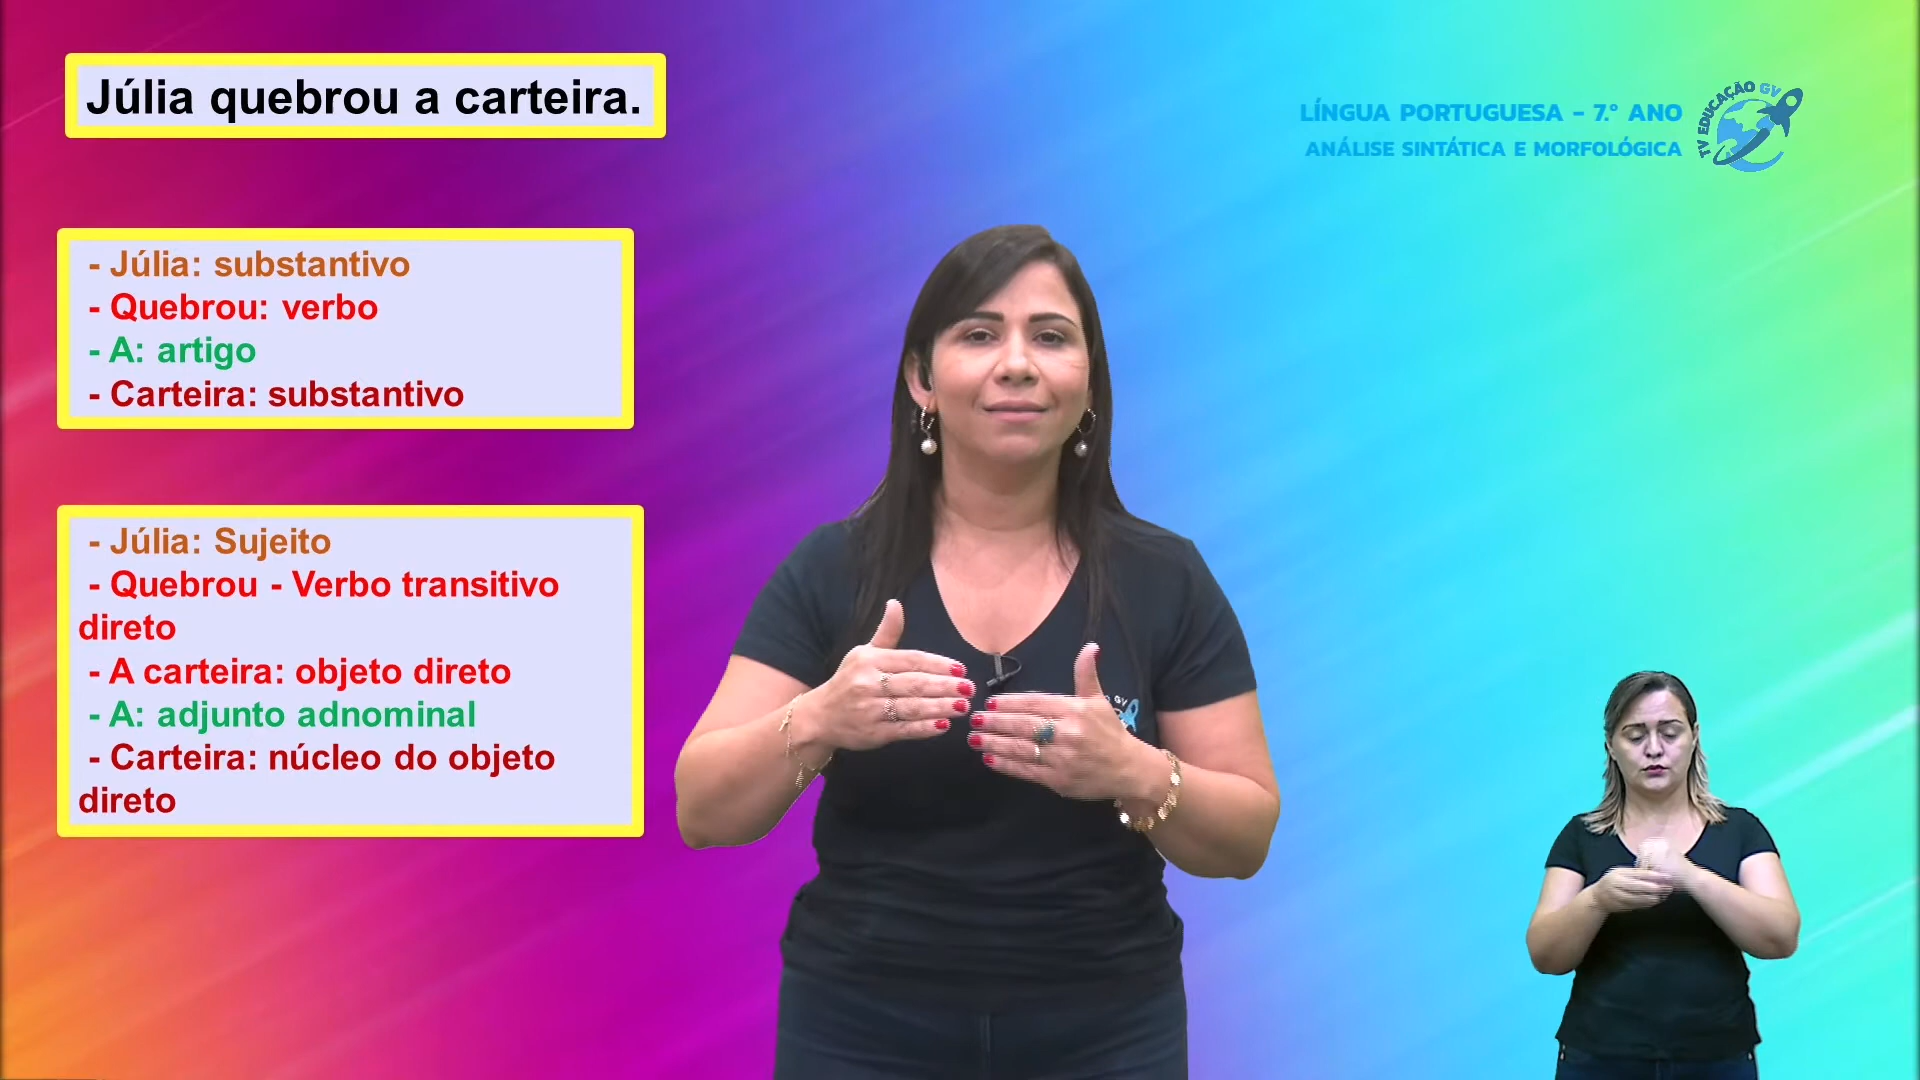 Júlia quebrou a carteira.
LÍNGUA PORTUGUESA - 7.º ANO
ANÁLISE SINTÁTICA E MORFOLÓGICA
TV EDUCAÇÃO GV
- Júlia: substantivo
- Quebrou: verbo
- A: artigo
- Carteira: substantivo
- Júlia: Sujeito
- Quebrou - Verbo transitivo
direto
- A carteira: objeto direto
- A: adjunto adnominal
- Carteira: núcleo do objeto
direto
GV